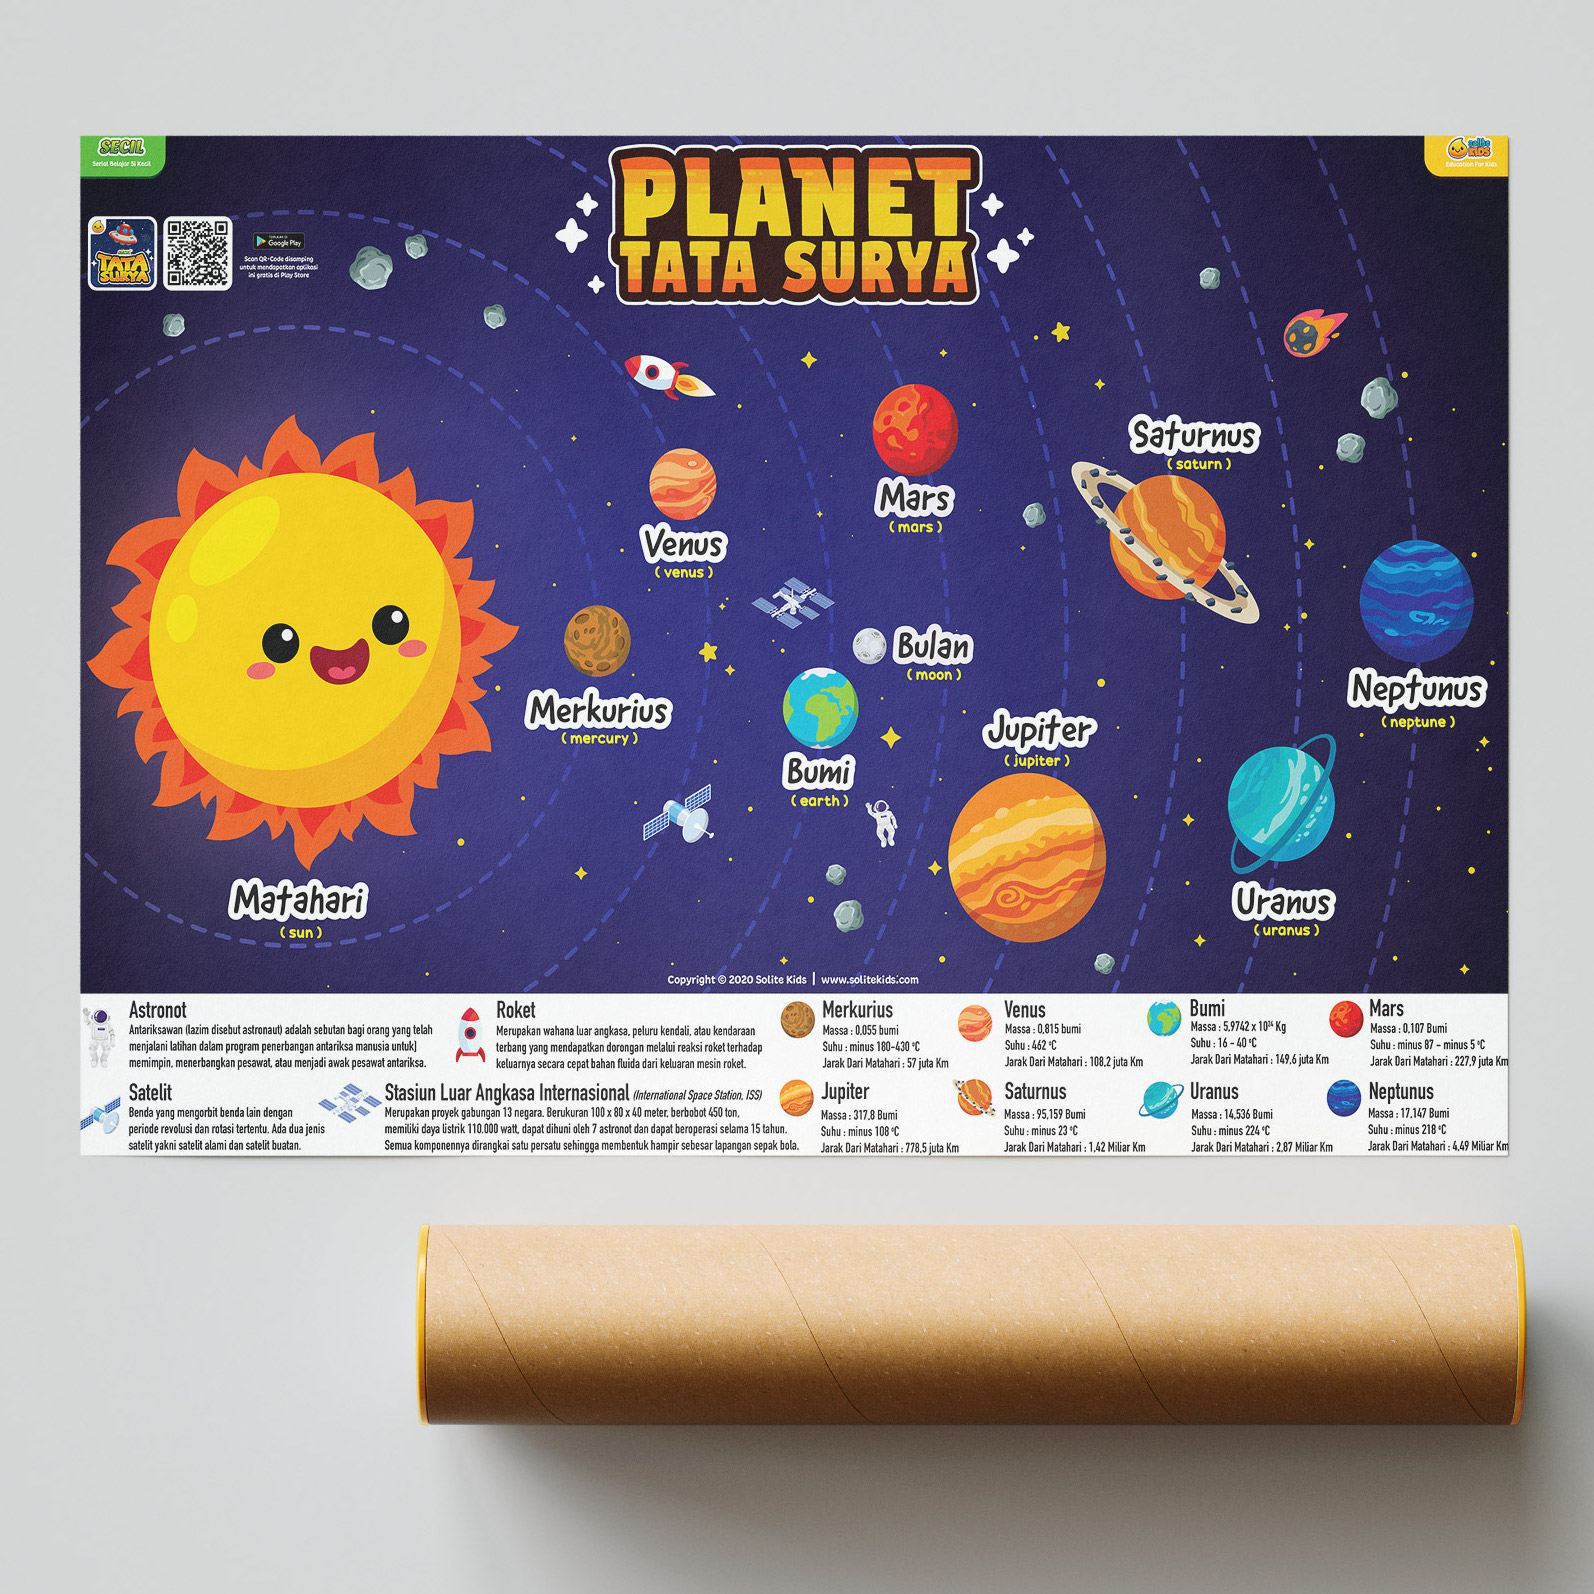 SECIL
Serial Belajar Si Kecil
Solite
KIDS
Education For Kids
PLANET
TATA SURYA
TATA
SURYA
TEMUKAN DI
Google Play
Scan QR-Code disamping
untuk mendapatkan aplikasi
ini gratis di Play Store
Saturnus
( saturn )
Mars
( mars )
Venus
( venus )
Bulan
( moon )
Neptunus
( neptune )
Merkurius
( mercury )
Jupiter
( jupiter )
Bumi
( earth )
Matahari
( sun )
Uranus
( uranus )
Copyright © 2020 Solite Kids | www.solitekids.com
Astronot
Antariksawan (lazim disebut astronaut) adalah sebutan bagi orang yang telah
menjalani latihan dalam program penerbangan antariksa manusia untuk]
memimpin, menerbangkan pesawat, atau menjadi awak pesawat antariksa.
Roket
Merupakan wahana luar angkasa, peluru kendali, atau kendaraan
terbang yang mendapatkan dorongan melalui reaksi roket terhadap
keluarnya secara cepat bahan fluida dari keluaran mesin roket.
Merkurius
Massa : 0,055 bumi
Suhu : minus 180-430 °C
Jarak Dari Matahari : 57 juta Km
Venus
Massa : 0,815 bumi
Suhu : 462 °C
Jarak Dari Matahari : 108,2 juta Km
Bumi
Massa : 5,9742 x 10²⁴ Kg
Suhu : 16 - 40 °C
Jarak Dari Matahari : 149,6 juta Km
Mars
Massa : 0,107 Bumi
Suhu : minus 87 - minus 5 °C
Jarak Dari Matahari : 227,9 juta Km
Satelit
Benda yang mengorbit benda lain dengan
periode revolusi dan rotasi tertentu. Ada dua jenis
satelit yakni satelit alami dan satelit buatan.
Stasiun Luar Angkasa Internasional (International Space Station, ISS)
Merupakan proyek gabungan 13 negara. Berukuran 100 x 80 x 40 meter, berbobot 450 ton,
memiliki daya listrik 110.000 watt, dapat dihuni oleh 7 astronot dan dapat beroperasi selama 15 tahun.
Semua komponennya dirangkai satu persatu sehingga membentuk hampir sebesar lapangan sepak bola.
Jupiter
Massa : 317,8 Bumi
Suhu : minus 108 °C
Jarak Dari Matahari : 778,5 juta Km
Saturnus
Massa : 95,159 Bumi
Suhu : minus 23 °C
Jarak Dari Matahari : 1,42 Miliar Km
Uranus
Massa : 14,536 Bumi
Suhu : minus 224 °C
Jarak Dari Matahari : 2,87 Miliar Km
Neptunus
Massa : 17,147 Bumi
Suhu : minus 218 °C
Jarak Dari Matahari : 4,49 Miliar Km